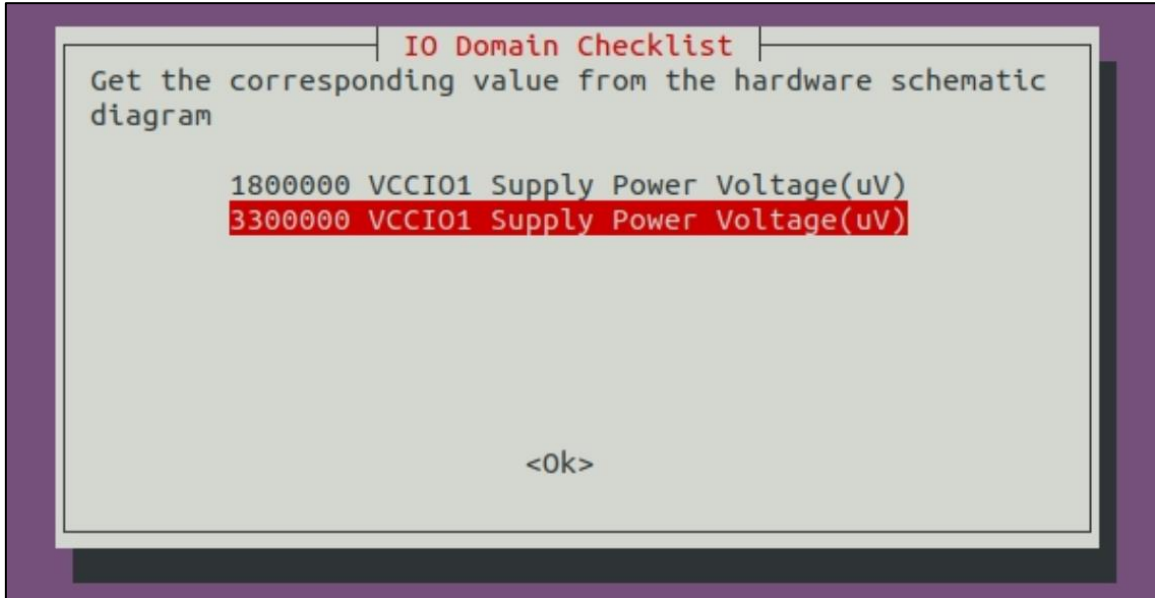 IO Domain Checklist
Get the corresponding value from the hardware schematic
diagram
1800000 VCCIO1 Supply Power Voltage(uV)
3300000 VCCIO1 Supply Power Voltage(uV)
<Ok>